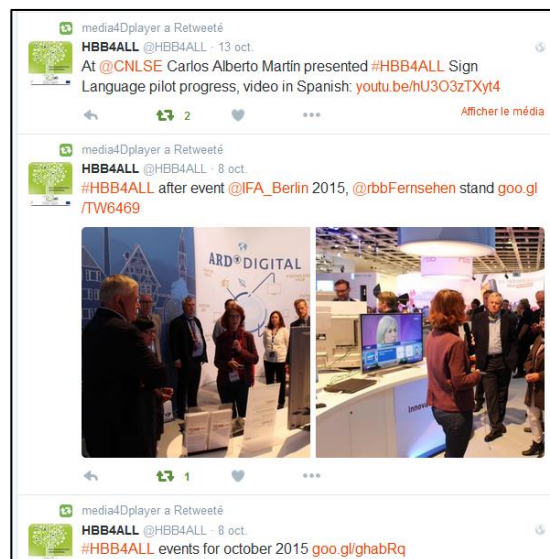 media4Dplayer a Retweeté
HBB4ALL @HBB4ALL · 13 oct.
At @CNLSE Carlos Alberto Martín presented #HBB4ALL Sign
Language pilot progress, video in Spanish: youtu.be/hU3O3zTXyt4
2
Afficher le média
media4Dplayer a Retweeté
HBB4ALL @HBB4ALL · 8 oct.
#HBB4ALL after event @IFA_Berlin 2015, @rbbFernsehen stand goo.gl
/TW6469
ARD DIGITAL
Innova
1
media4Dplayer a Retweeté
HBB4ALL @HBB4ALL · 8 oct.
#HBB4ALL events for october 2015 goo.gl/ghabRq